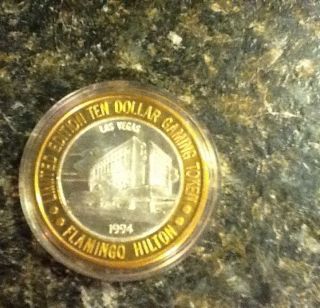 LIMITED EDITION TEN DOLLAR GAMING TOKEN
LAS VEGAS
1994
FLAMINGO HILTON